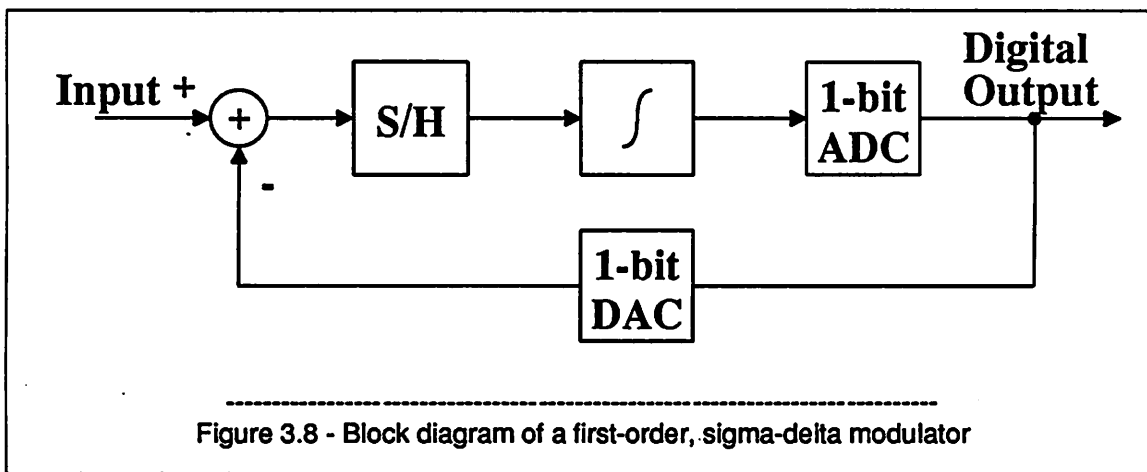 Input +
+
-
S/H
∫
1-bit
ADC
Digital
Output
1-bit
DAC
Figure 3.8 - Block diagram of a first-order, sigma-delta modulator